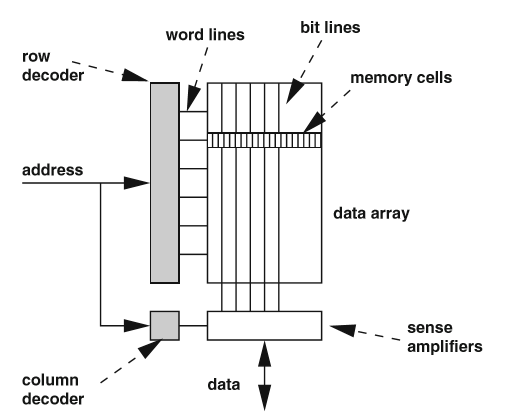 bit lines
word lines
row
decoder
memory cells
address
data array
sense
amplifiers
column
decoder
data